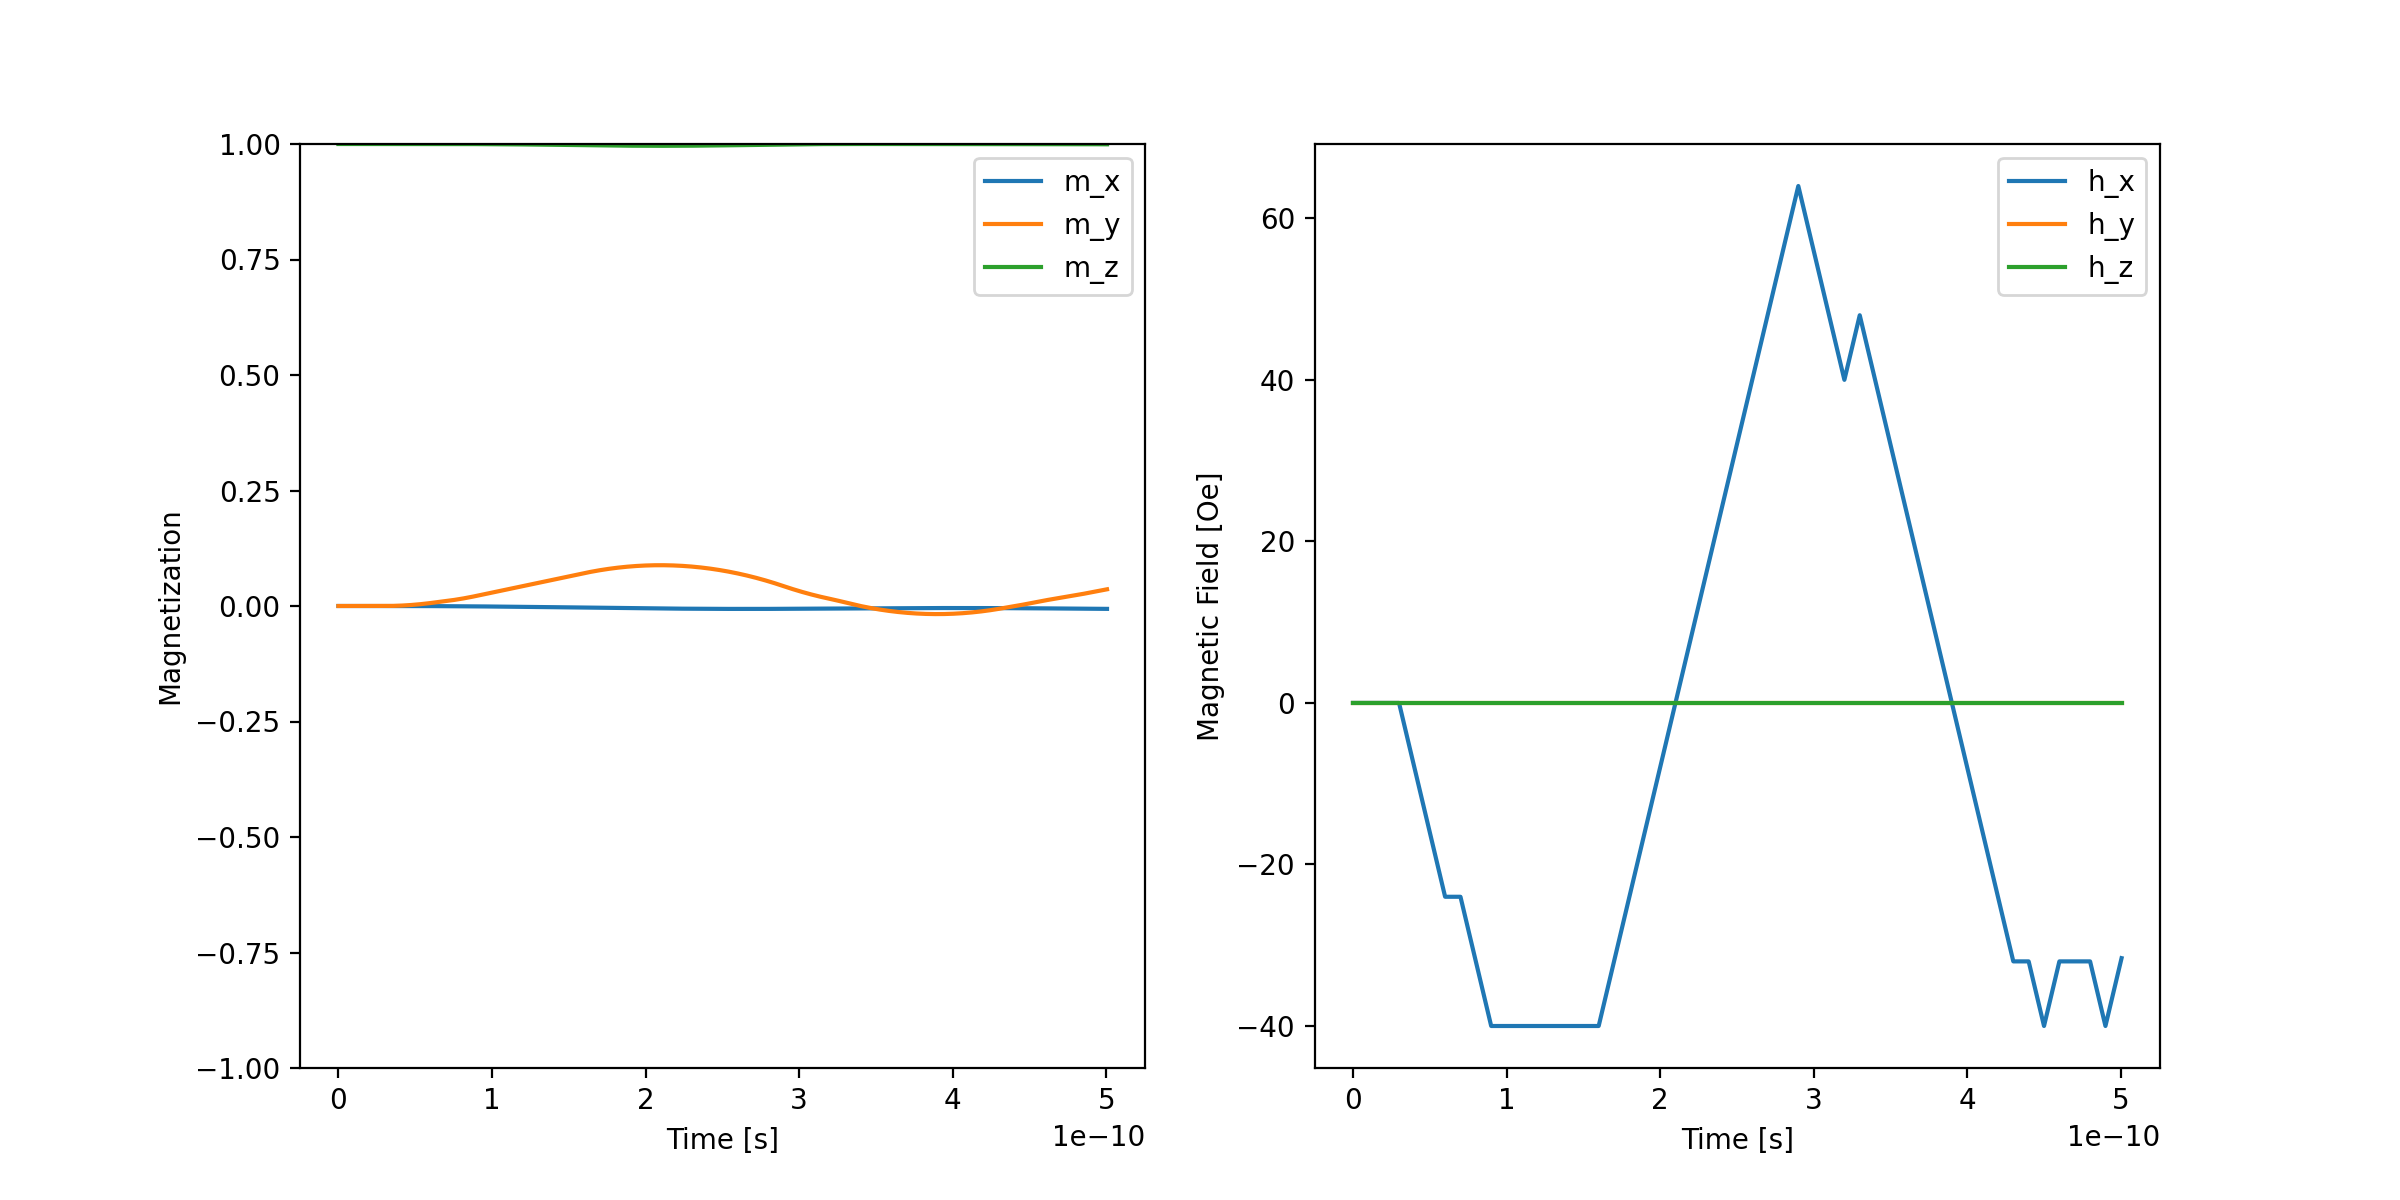 1.00
0.75
0.50
0.25
0.00
−0.25
−0.50
−0.75
−1.00
Magnetization
0 1 2 3 4 5
1e−10
Time [s]
m_x
m_y
m_z
60
40
20
0
−20
−40
Magnetic Field [Oe]
0 1 2 3 4 5
1e−10
Time [s]
h_x
h_y
h_z